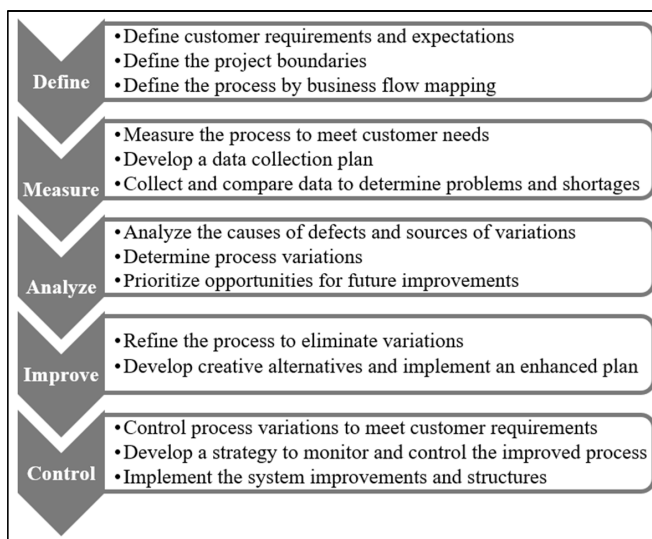 Define
•Define customer requirements and expectations
•Define the project boundaries
•Define the process by business flow mapping
Measure
•Measure the process to meet customer needs
•Develop a data collection plan
•Collect and compare data to determine problems and shortages
Analyze
•Analyze the causes of defects and sources of variations
•Determine process variations
•Prioritize opportunities for future improvements
Improve
•Refine the process to eliminate variations
•Develop creative alternatives and implement an enhanced plan
Control
•Control process variations to meet customer requirements
•Develop a strategy to monitor and control the improved process
•Implement the system improvements and structures